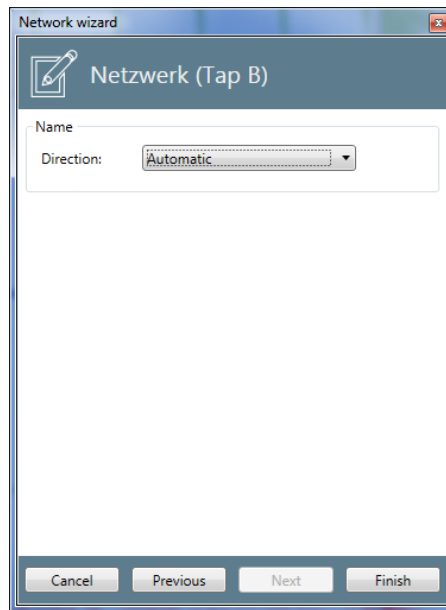 Network wizard
Netzwerk (Tap B)
Name
Direction: Automatic
Cancel Previous Next Finish